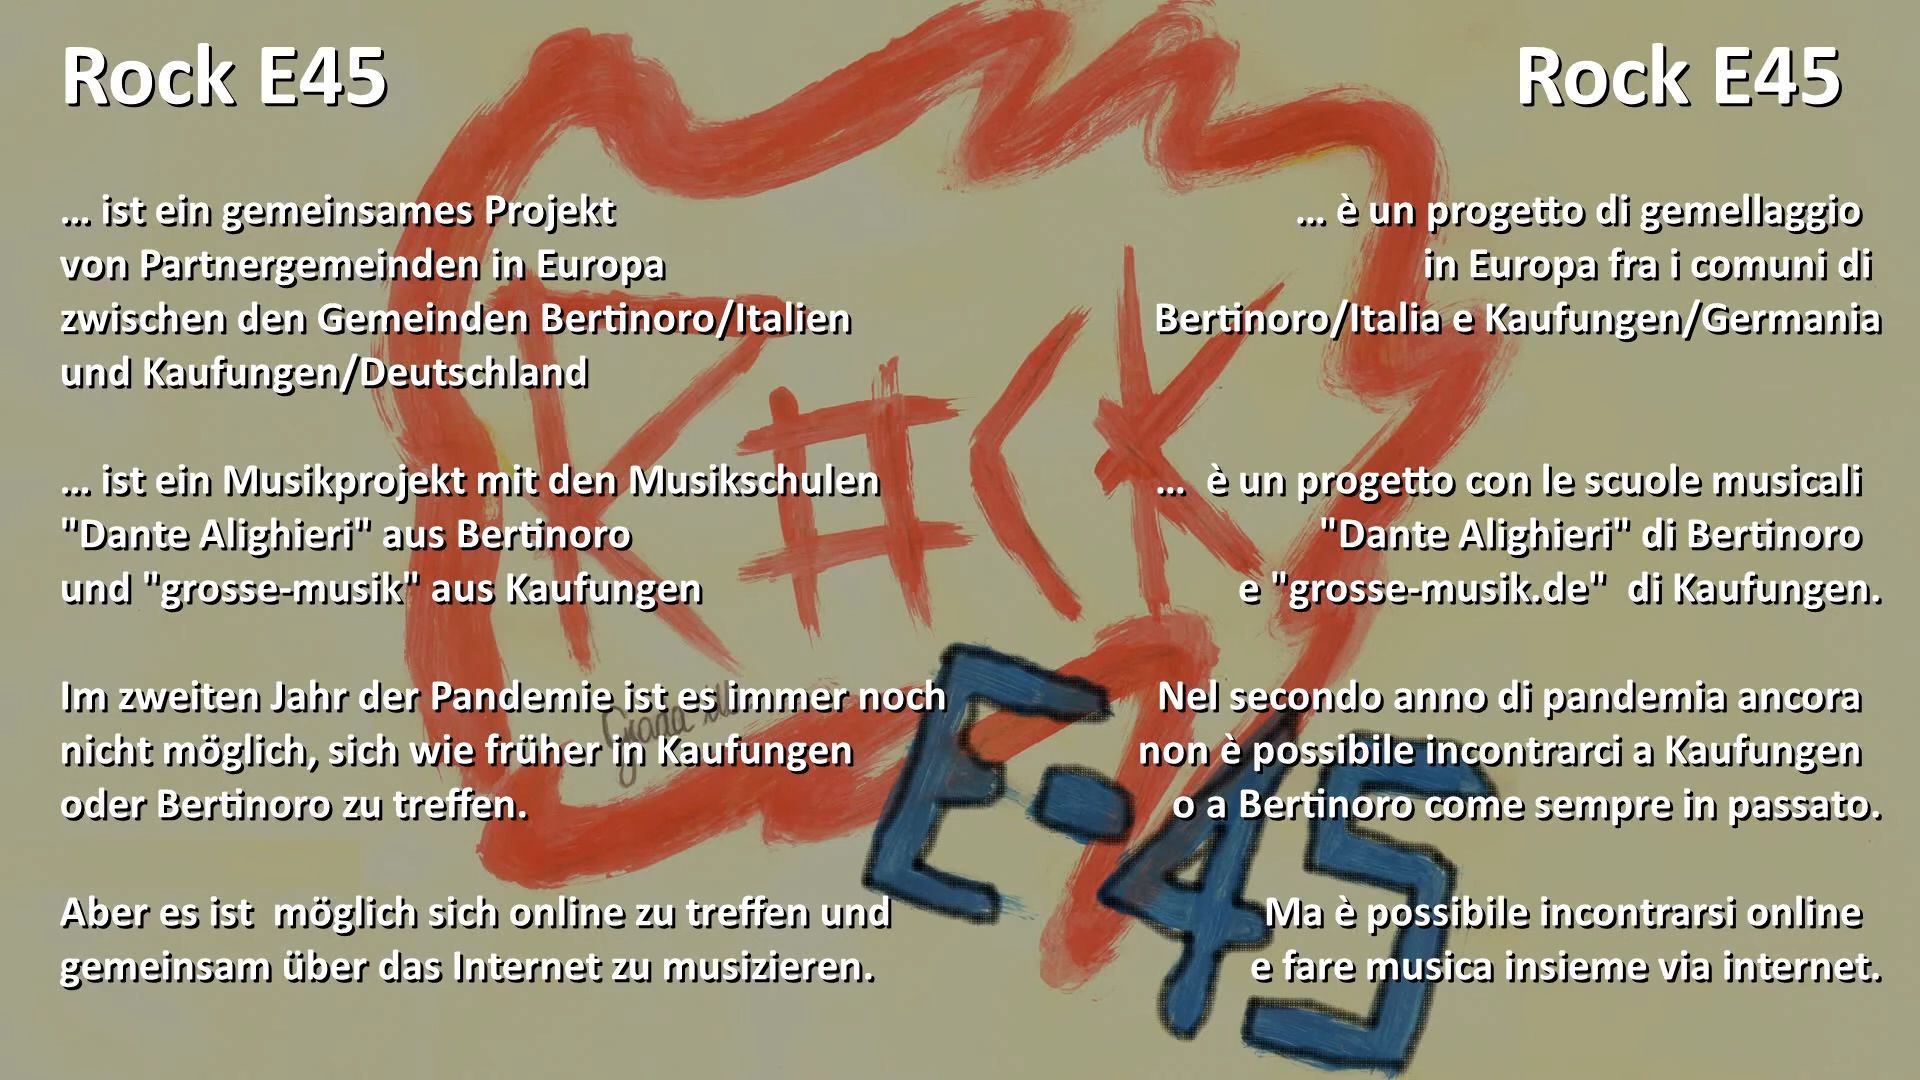 Rock E45
... ist ein gemeinsames Projekt
von Partnergemeinden in Europa
zwischen den Gemeinden Bertinoro/Italien
und Kaufungen/Deutschland
... ist ein Musikprojekt mit den Musikschulen
"Dante Alighieri" aus Bertinoro
und "grosse-musik" aus Kaufungen
Im zweiten Jahr der Pandemie ist es immer noch
nicht möglich, sich wie früher in Kaufungen
oder Bertinoro zu treffen.
Aber es ist  möglich sich online zu treffen und
gemeinsam über das Internet zu musizieren.
Rock E45
... è un progetto di gemellaggio
in Europa fra i comuni di
Bertinoro/Italia e Kaufungen/Germania
...  è un progetto con le scuole musicali
"Dante Alighieri" di Bertinoro
e "grosse-musik.de"  di Kaufungen.
Nel secondo anno di pandemia ancora
non è possibile incontrarci a Kaufungen
o a Bertinoro come sempre in passato.
Ma è possibile incontrarsi online
e fare musica insieme via internet.
R#CK
E-45